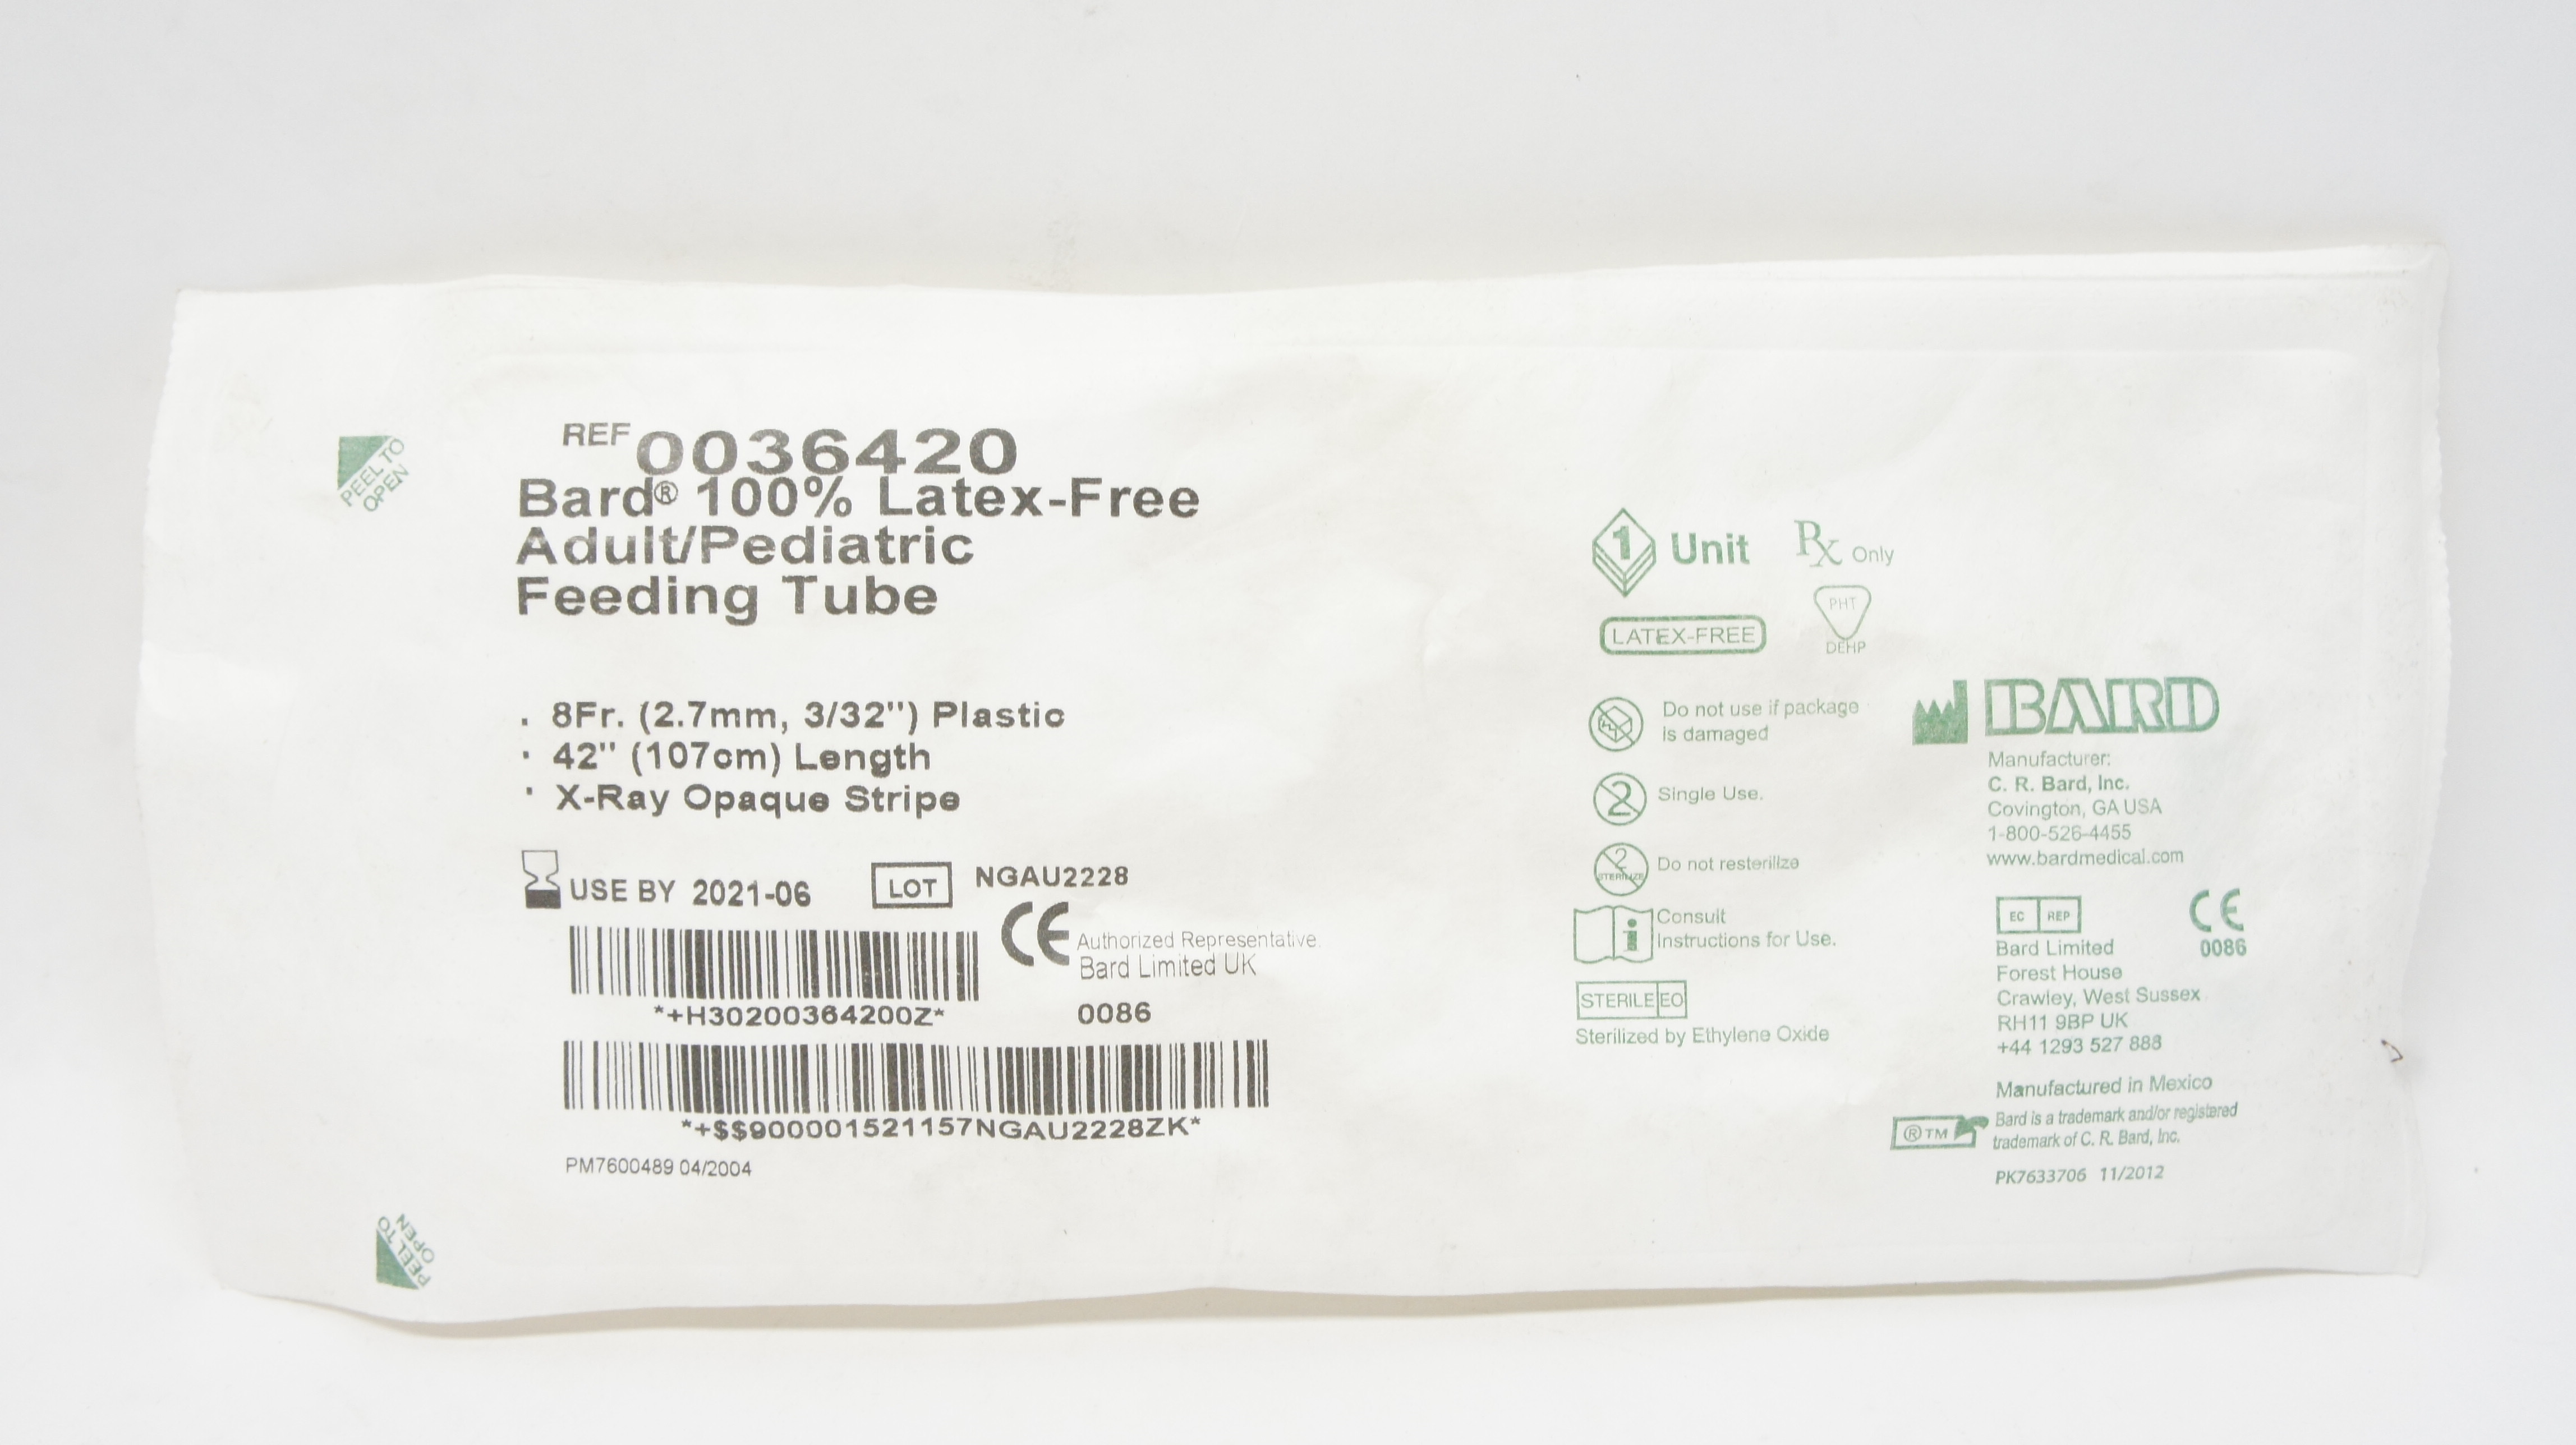 PEEL TO
OPEN
REF 0036420
Bard® 100% Latex-Free
Adult/Pediatric
Feeding Tube
. 8Fr. (2.7mm, 3/32") Plastic
· 42" (107cm) Length
· X-Ray Opaque Stripe
USE BY 2021-06
LOT NGAU2228
CE Authorized Representative.
Bard Limited UK
*+H30200364200Z*
0086
*+$$900001521157NGAU2228ZK*
PM7600489 04/2004
PEEL TO
OPEN
1 Unit
Rx Only
LATEX-FREE
PHT
DEHP
Do not use if package
is damaged
2 Single Use.
2
STERILIZE
Do not resterilize
i
Consult
Instructions for Use.
STERILE EO
Sterilized by Ethylene Oxide
BARD
Manufacturer:
C. R. Bard, Inc.
Covington, GA USA
1-800-526-4455
www.bardmedical.com
EC REP
CE
0086
Bard Limited
Forest House
Crawley, West Sussex
RH11 9BP UK
+44 1293 527 888
Manufactured in Mexico
® TM
Bard is a trademark and/or registered
trademark of C. R. Bard, Inc.
PK7633706 11/2012